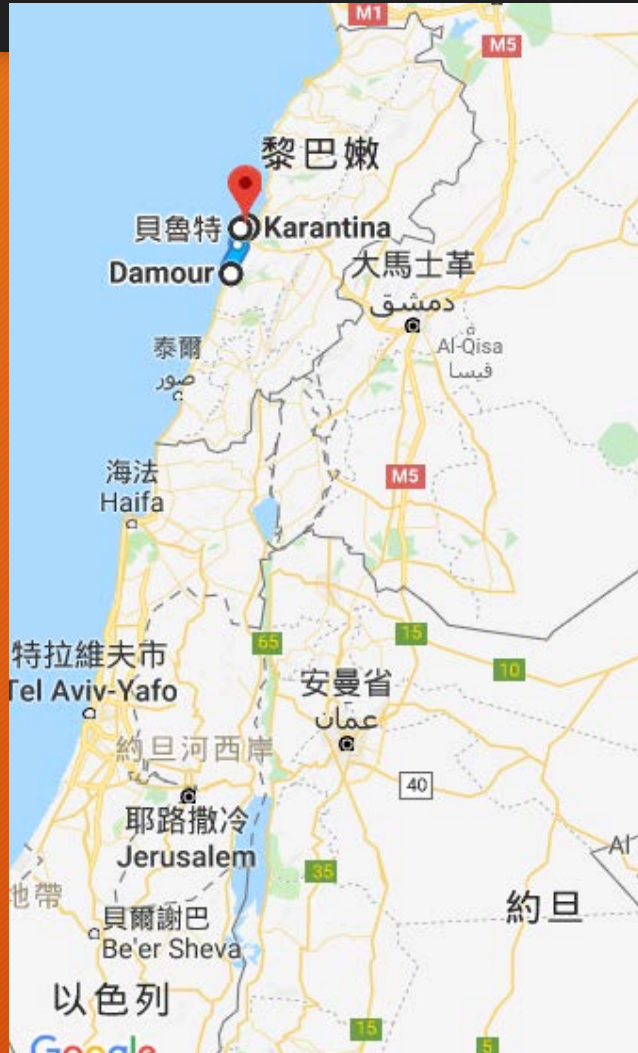 M1
M5
黎巴嫩
貝魯特
Karantina
Damour
大馬士革
دمشق
Al-Qisa
قيسا
泰爾
صور
海法
Haifa
M5
特拉維夫市
Tel Aviv-Yafo
65
15
10
安曼省
عمان
約旦河西岸
40
耶路撒冷
Jerusalem
35
Al
地帶
約旦
貝爾謝巴
Be'er Sheva
以色列
15
5
Google